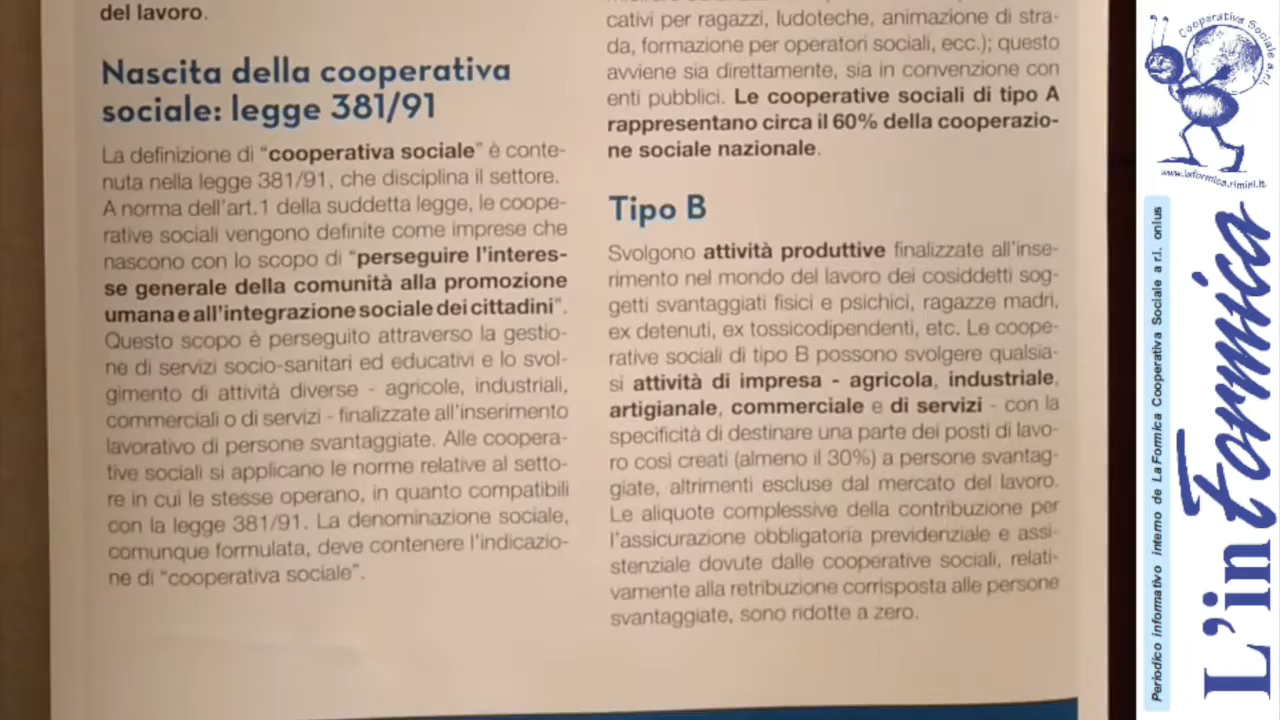 del lavoro.
Nascita della cooperativa
sociale: legge 381/91
La definizione di “cooperativa sociale” è conte-
nuta nella legge 381/91, che disciplina il settore.
A norma dell’art.1 della suddetta legge, le coope-
rative sociali vengono definite come imprese che
nascono con lo scopo di “perseguire l’interes-
se generale della comunità alla promozione
umana e all’integrazione sociale dei cittadini”.
Questo scopo è perseguito attraverso la gestio-
ne di servizi socio-sanitari ed educativi e lo svol-
gimento di attività diverse - agricole, industriali,
commerciali o di servizi - finalizzate all’inserimento
lavorativo di persone svantaggiate. Alle coopera-
tive sociali si applicano le norme relative al setto-
re in cui le stesse operano, in quanto compatibili
con la legge 381/91. La denominazione sociale,
comunque formulata, deve contenere l’indicazio-
ne di “cooperativa sociale”.
cativi per ragazzi, ludoteche, animazione di stra-
da, formazione per operatori sociali, ecc.); questo
avviene sia direttamente, sia in convenzione con
enti pubblici. Le cooperative sociali di tipo A
rappresentano circa il 60% della cooperazio-
ne sociale nazionale.
Tipo B
Svolgono attività produttive finalizzate all’inse-
rimento nel mondo del lavoro dei cosiddetti sog-
getti svantaggiati fisici e psichici, ragazze madri,
ex detenuti, ex tossicodipendenti, etc. Le coope-
rative sociali di tipo B possono svolgere qualsia-
si attività di impresa - agricola, industriale,
artigianale, commerciale e di servizi - con la
specificità di destinare una parte dei posti di lavo-
ro così creati (almeno il 30%) a persone svantag-
giate, altrimenti escluse dal mercato del lavoro.
Le aliquote complessive della contribuzione per
l’assicurazione obbligatoria previdenziale e assi-
stenziale dovute dalle cooperative sociali, relati-
vamente alla retribuzione corrisposta alle persone
svantaggiate, sono ridotte a zero.
Cooperativa Sociale a r.l.
www.laformica.rimini.it
L’in formica
Periodico informativo interno de La Formica Cooperativa Sociale a r.l. onlus